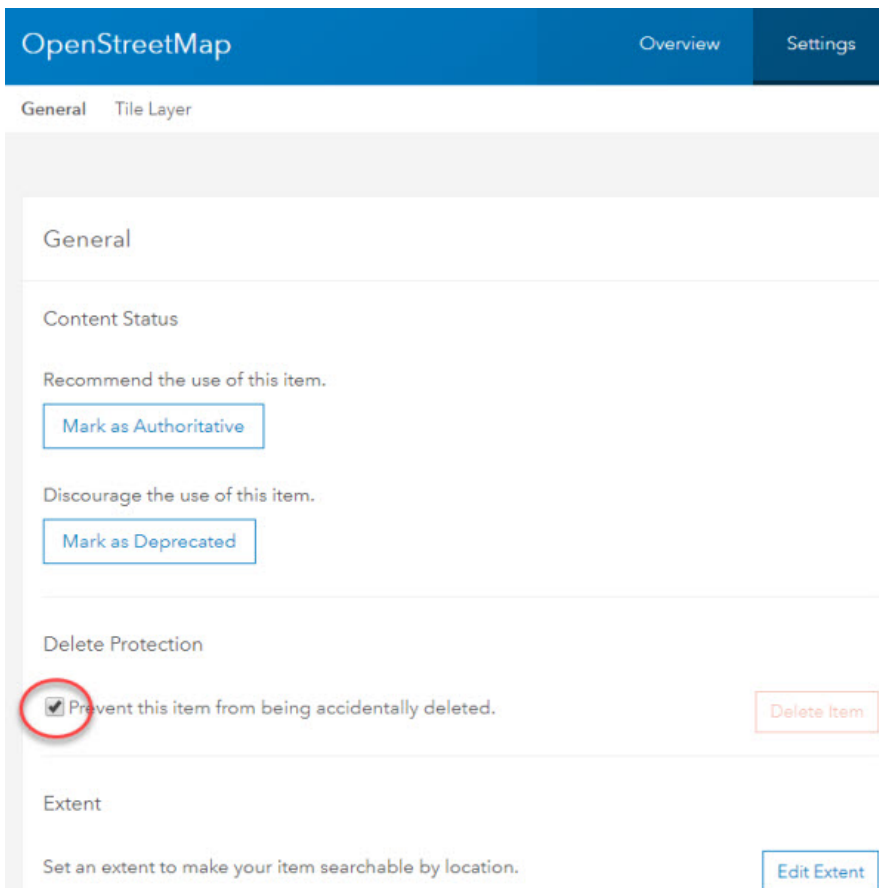 OpenStreetMap
Overview
Settings
General
Tile Layer
General
Content Status
Recommend the use of this item.
Mark as Authoritative
Discourage the use of this item.
Mark as Deprecated
Delete Protection
Prevent this item from being accidentally deleted.
Delete Item
Extent
Set an extent to make your item searchable by location.
Edit Extent